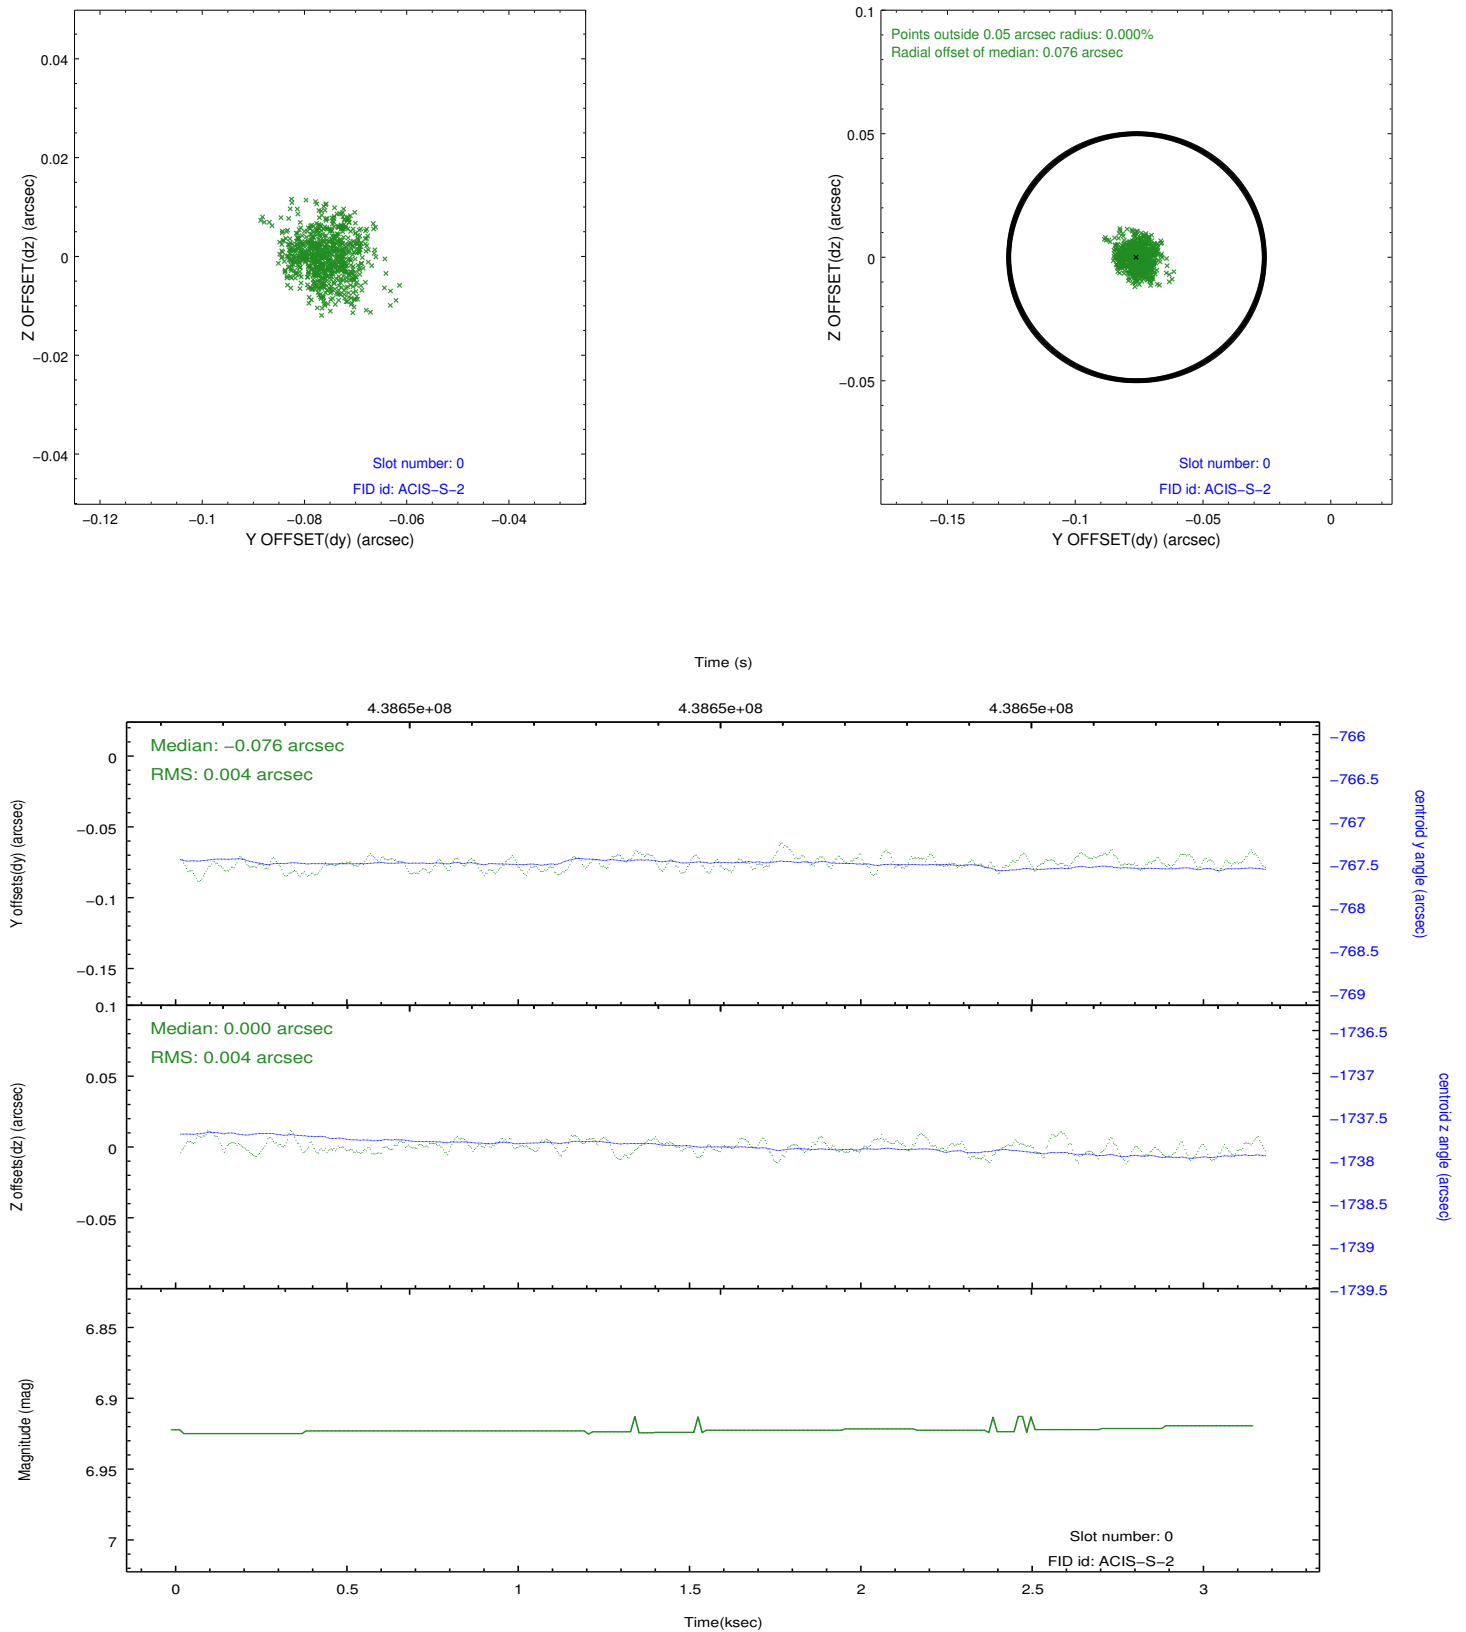 0.04
0.02
0
−0.02
−0.04
Z OFFSET(dz) (arcsec)
Slot number: 0
FID id: ACIS−S−2
−0.12
−0.1
−0.08
−0.06
−0.04
Y OFFSET(dy) (arcsec)
0.1
0.05
0
−0.05
Z OFFSET(dz) (arcsec)
Points outside 0.05 arcsec radius: 0.000%
Radial offset of median: 0.076 arcsec
Slot number: 0
FID id: ACIS−S−2
−0.15
−0.1
−0.05
0
Y OFFSET(dy) (arcsec)
Time (s)
4.3865e+08
4.3865e+08
4.3865e+08
Median: −0.076 arcsec
RMS: 0.004 arcsec
0
−0.05
−0.1
−0.15
Y offsets(dy) (arcsec)
−766
−766.5
−767
−767.5
−768
−768.5
−769
centroid y angle (arcsec)
Median: 0.000 arcsec
RMS: 0.004 arcsec
0.1
0.05
0
−0.05
Z offsets(dz) (arcsec)
−1736.5
−1737
−1737.5
−1738
−1738.5
−1739
−1739.5
centroid z angle (arcsec)
6.85
6.9
6.95
7
Magnitude (mag)
Slot number: 0
FID id: ACIS−S−2
0
0.5
1
1.5
2
2.5
3
Time(ksec)